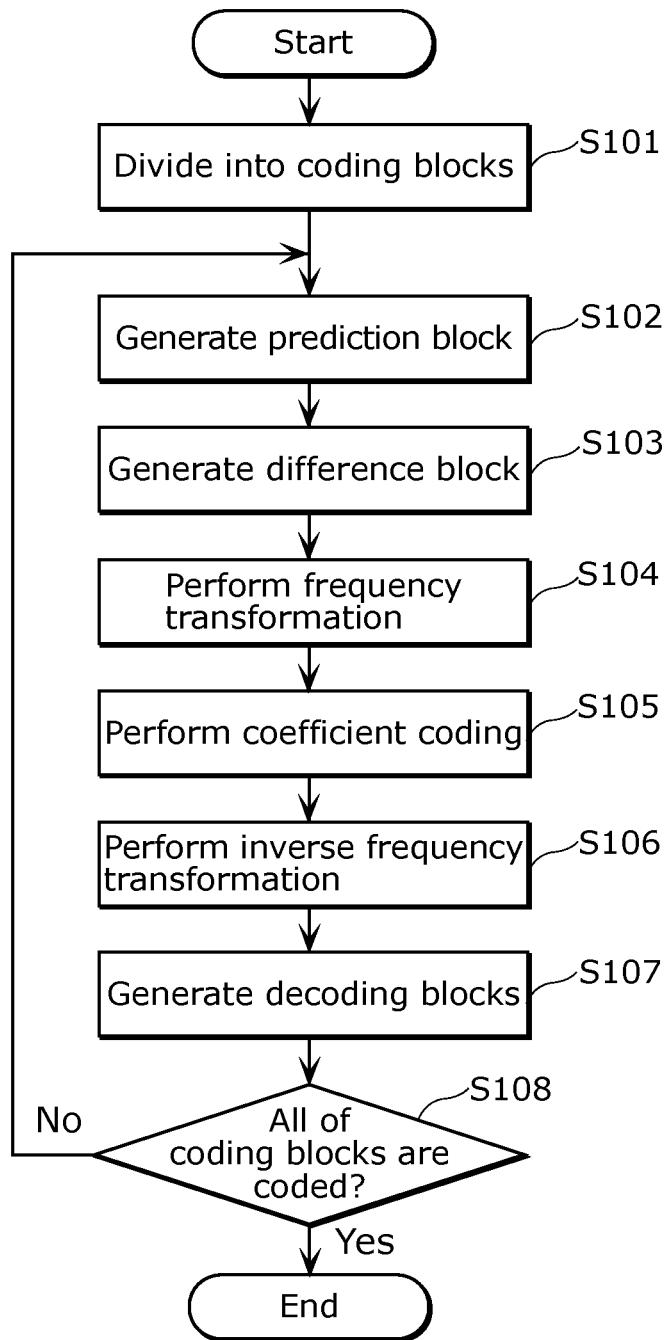 Start
Divide into coding blocks
S101
Generate prediction block
S102
Generate difference block
S103
Perform frequency
transformation
S104
Perform coefficient coding
S105
Perform inverse frequency
transformation
S106
Generate decoding blocks
S107
All of
coding blocks are
coded?
S108
No
Yes
End